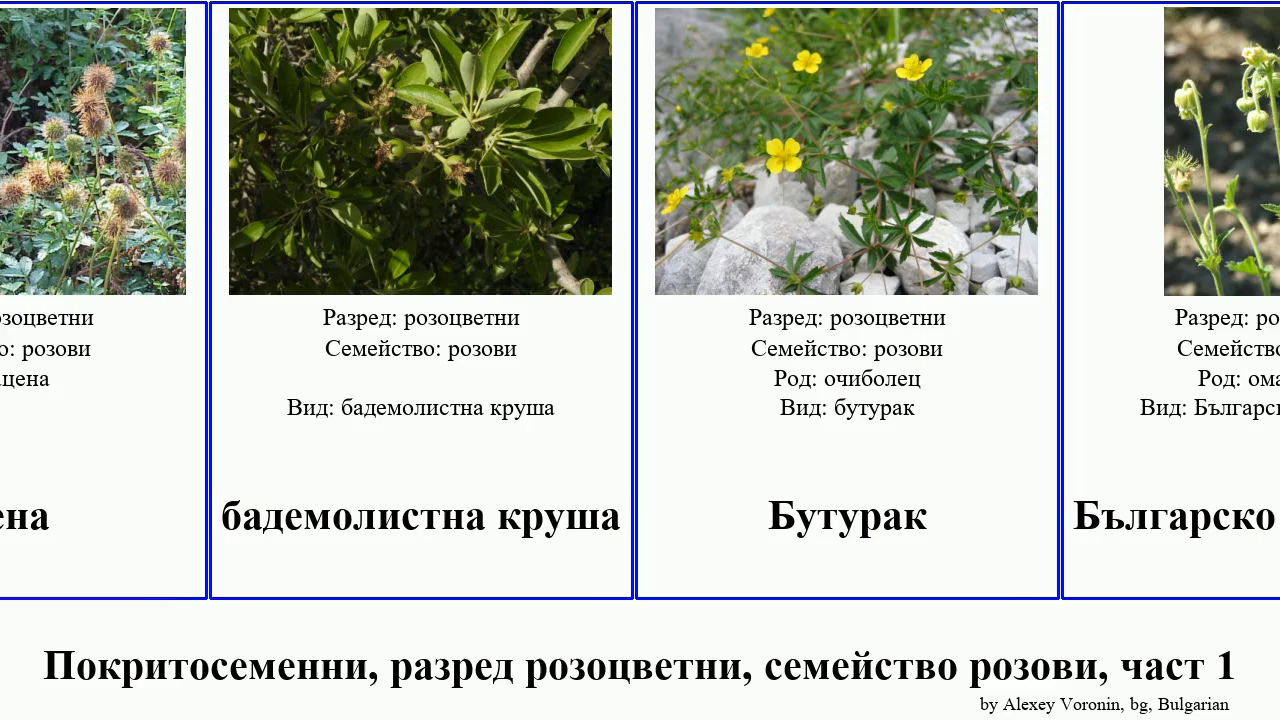 озоцветни
о: розови
цена
ена
Разред: розоцветни
Семейство: розови
Вид: бадемолистна круша
бадемолистна круша
Разред: розоцветни
Семейство: розови
Род: очиболец
Вид: бутурак
Бутурак
Разред: ро
Семейство
Род: ома
Вид: Българс
Българско
Покритосеменни, разред розоцветни, семейство розови, част 1
by Alexey Voronin, bg, Bulgarian